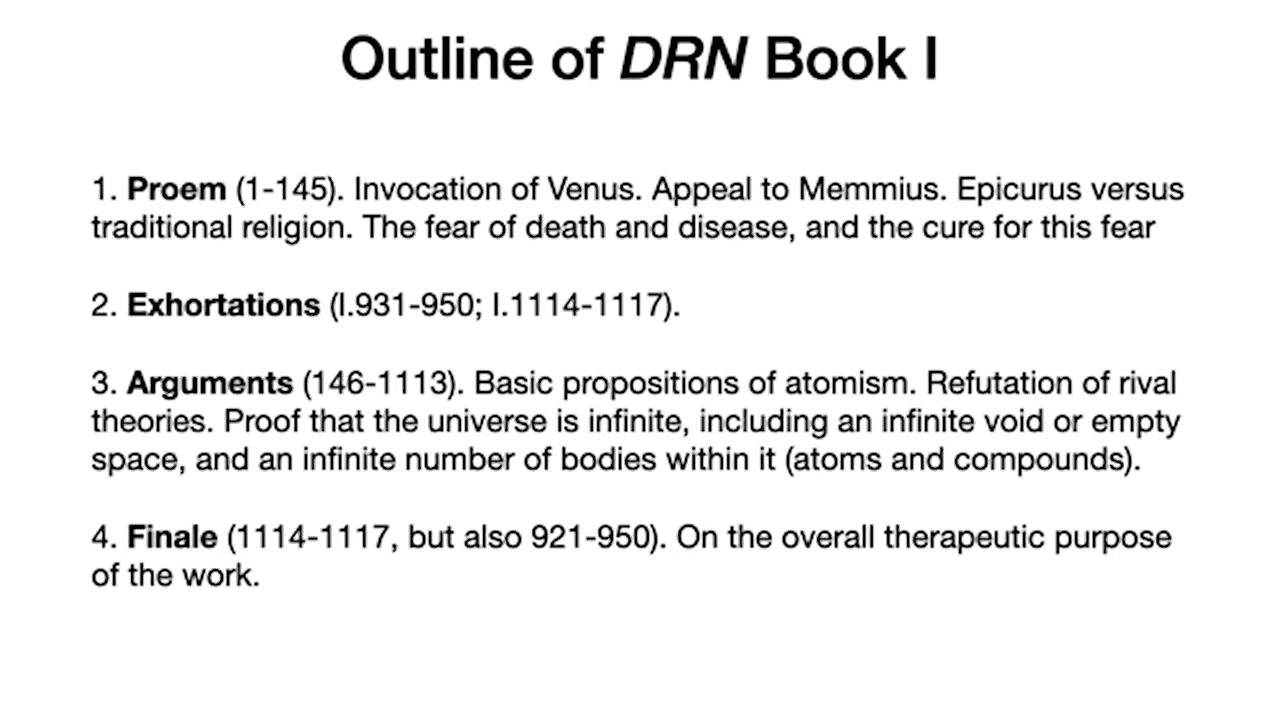 Outline of DRN Book I
1. Proem (1-145). Invocation of Venus. Appeal to Memmius. Epicurus versus
traditional religion. The fear of death and disease, and the cure for this fear
2. Exhortations (I.931-950; I.1114-1117).
3. Arguments (146-1113). Basic propositions of atomism. Refutation of rival
theories. Proof that the universe is infinite, including an infinite void or empty
space, and an infinite number of bodies within it (atoms and compounds).
4. Finale (1114-1117, but also 921-950). On the overall therapeutic purpose
of the work.